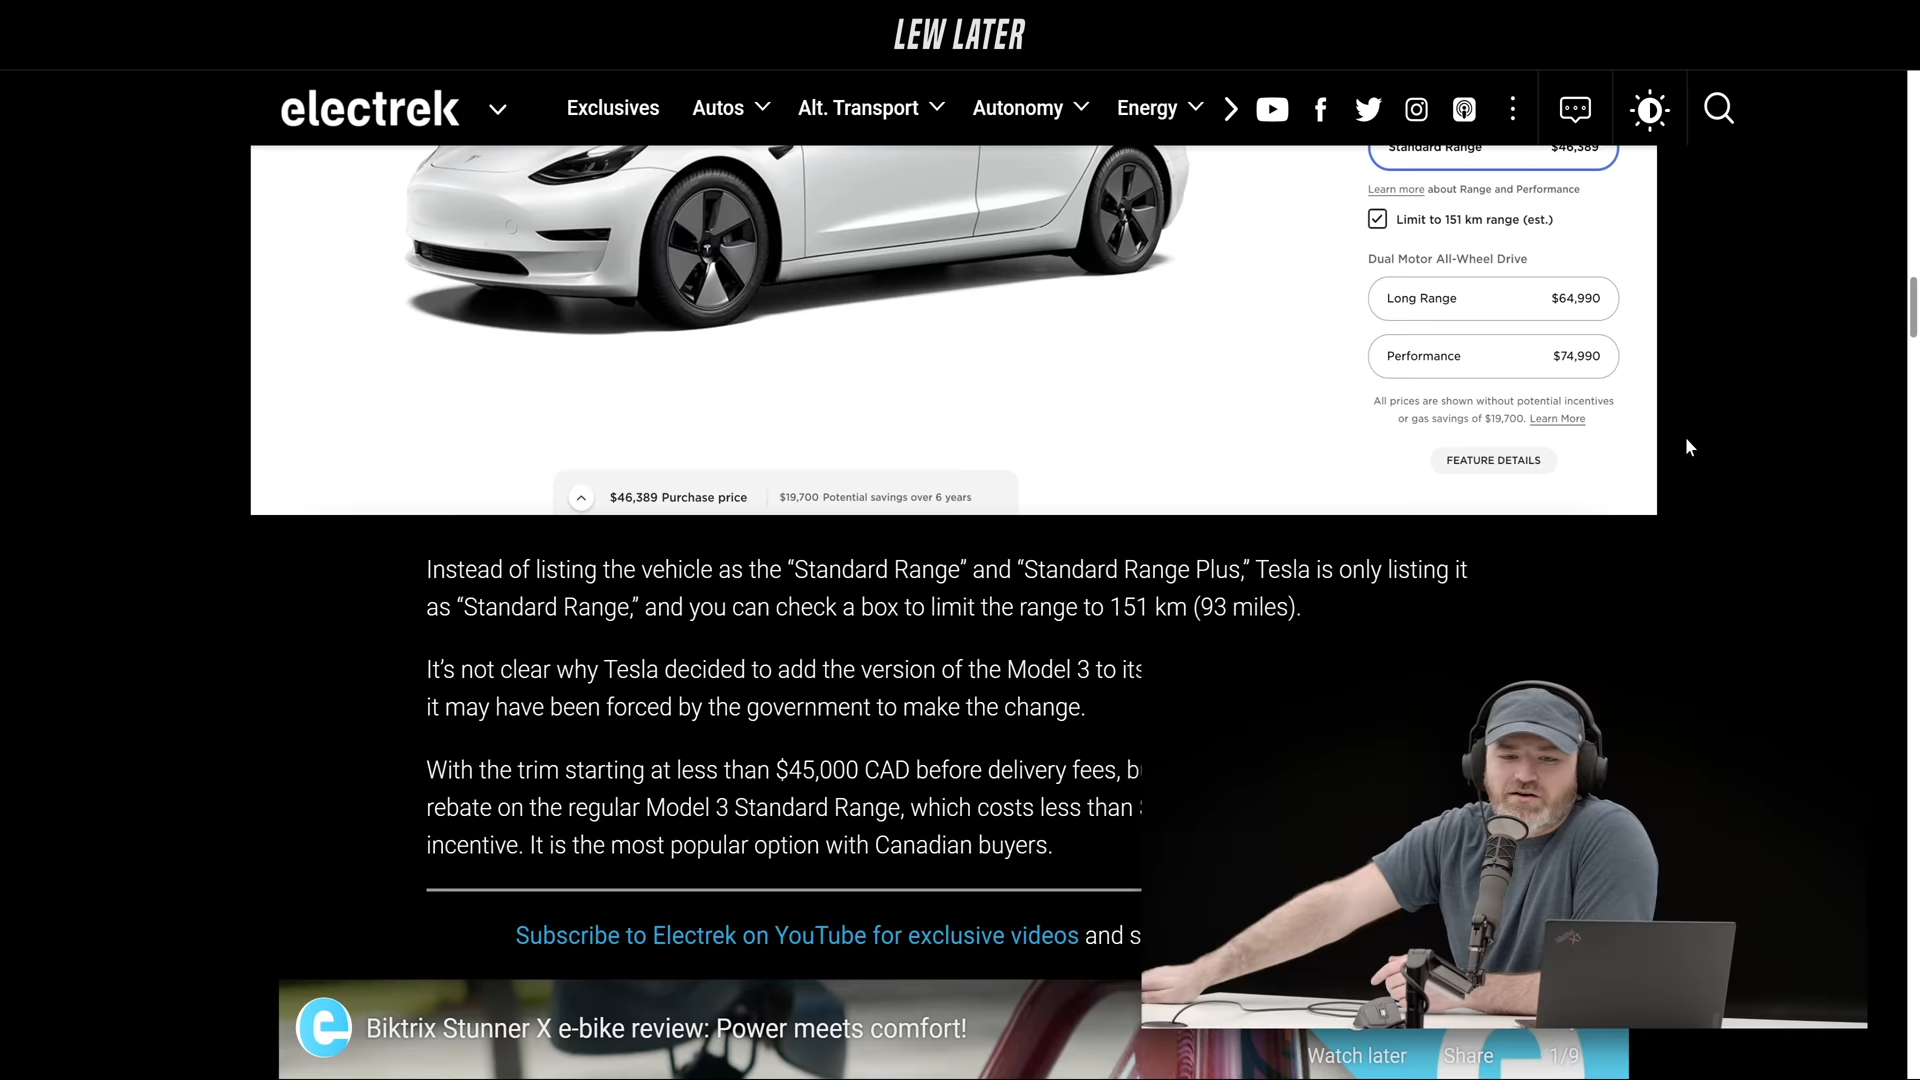 LEW LATER
electrek
Exclusives Autos Alt. Transport Autonomy Energy
Standard Range $46,389
Learn more about Range and Performance
Limit to 151 km range (est.)
Dual Motor All-Wheel Drive
Long Range $64,990
Performance $74,990
All prices are shown without potential incentives
or gas savings of $19,700. Learn More
FEATURE DETAILS
$46,389 Purchase price $19,700 Potential savings over 6 years
Instead of listing the vehicle as the “Standard Range” and “Standard Range Plus,” Tesla is only listing it
as “Standard Range,” and you can check a box to limit the range to 151 km (93 miles).
It’s not clear why Tesla decided to add the version of the Model 3 to its
it may have been forced by the government to make the change.
With the trim starting at less than $45,000 CAD before delivery fees,
rebate on the regular Model 3 Standard Range, which costs less than
incentive. It is the most popular option with Canadian buyers.
Subscribe to Electrek on YouTube for exclusive videos and s
e Biktrix Stunner X e-bike review: Power meets comfort!
Watch later Share 1/9